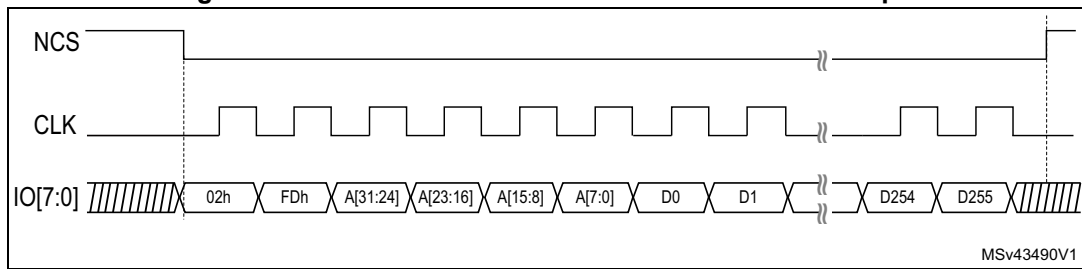 NCS
CLK
IO[7:0] 02h FDh A[31:24] A[23:16] A[15:8] A[7:0] D0 D1 D254 D255
MSv43490V1